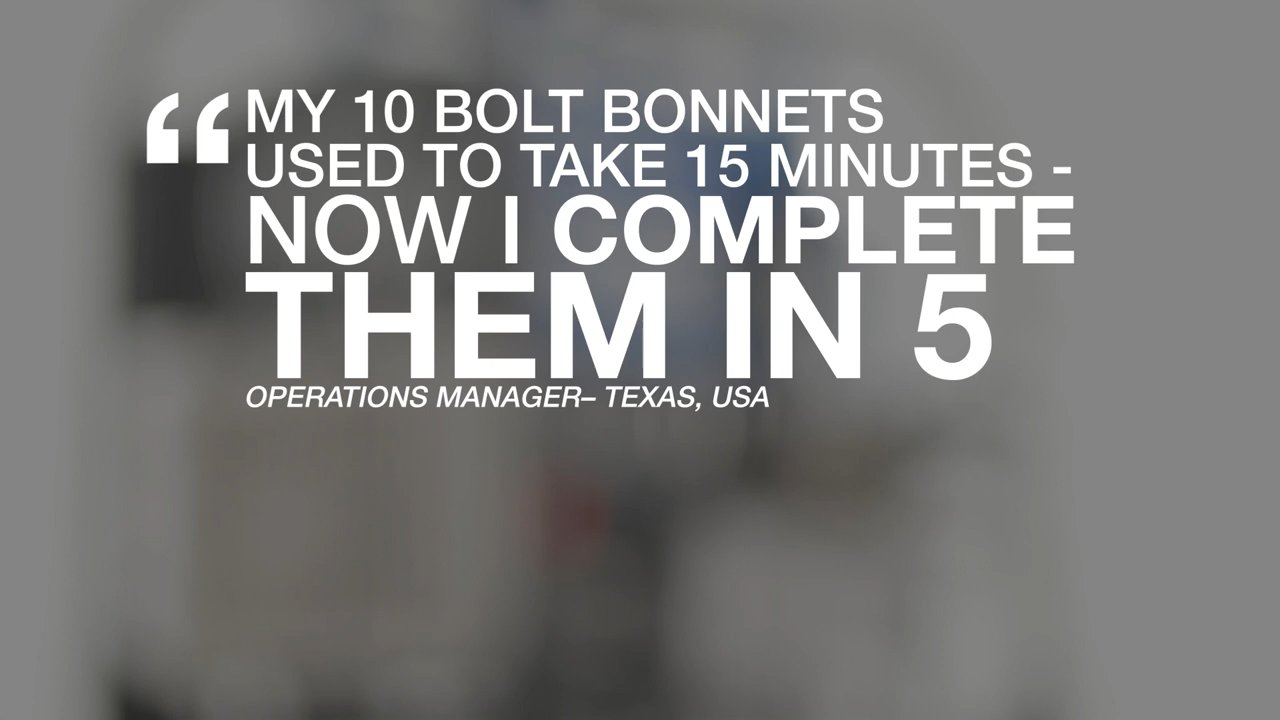 “MY 10 BOLT BONNETS
USED TO TAKE 15 MINUTES -
NOW I COMPLETE
THEM IN 5
OPERATIONS MANAGER– TEXAS, USA